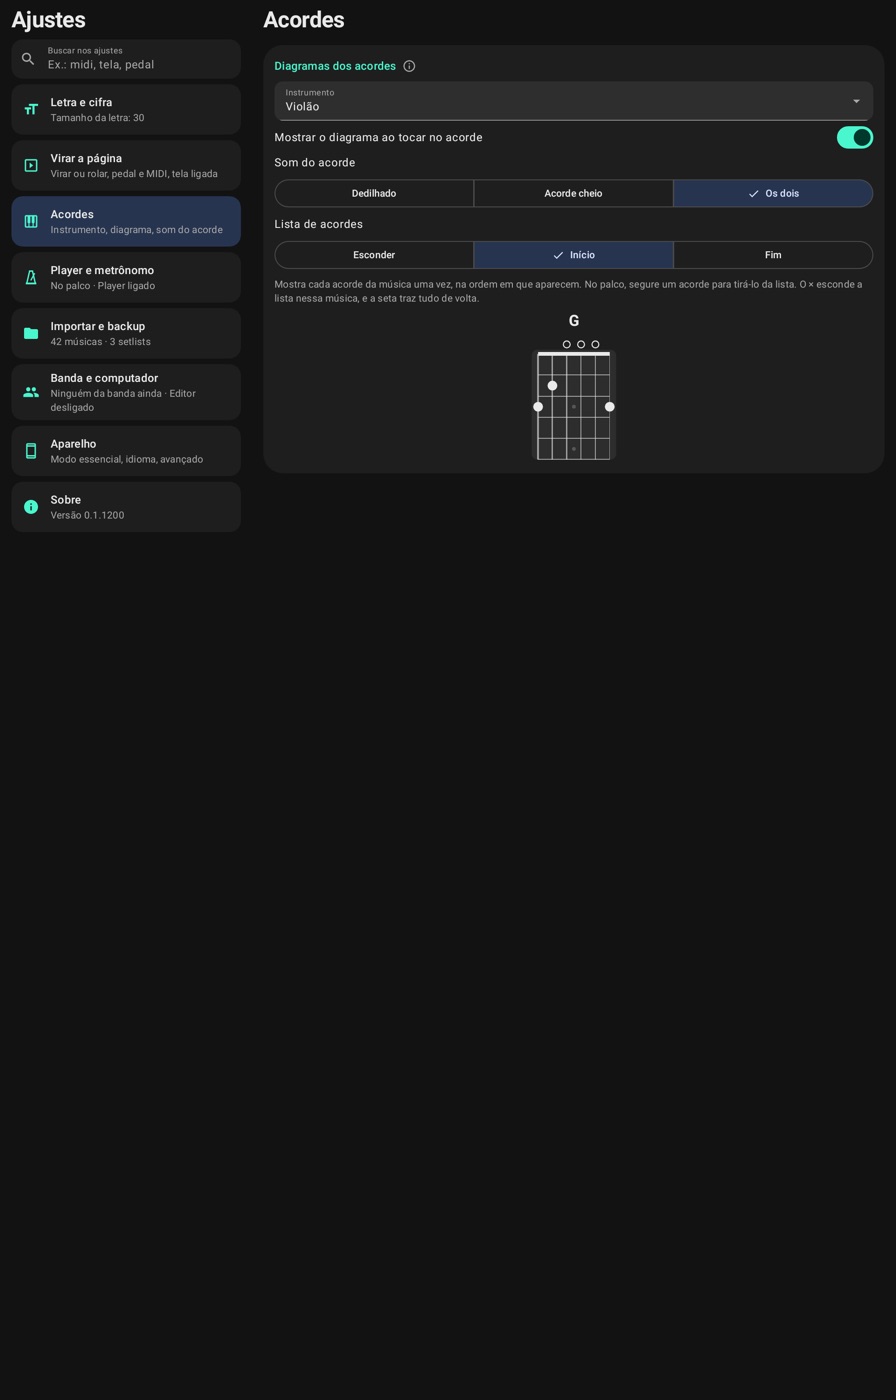 Ajustes
Buscar nos ajustes
Ex.: midi, tela, pedal
Letra e cifra
Tamanho da letra: 30
Virar a página
Virar ou rolar, pedal e MIDI, tela ligada
Acordes
Instrumento, diagrama, som do acorde
Player e metrônomo
No palco · Player ligado
Importar e backup
42 músicas · 3 setlists
Banda e computador
Ninguém da banda ainda · Editor
desligado
Aparelho
Modo essencial, idioma, avançado
Sobre
Versão 0.1.1200
Acordes
Diagramas dos acordes
Instrumento
Violão
Mostrar o diagrama ao tocar no acorde
Som do acorde
Dedilhado
Acorde cheio
Os dois
Lista de acordes
Esconder
Início
Fim
Mostra cada acorde da música uma vez, na ordem em que aparecem. No palco, segure um acorde para tirá-lo da lista. O × esconde a
lista nessa música, e a seta traz tudo de volta.
G